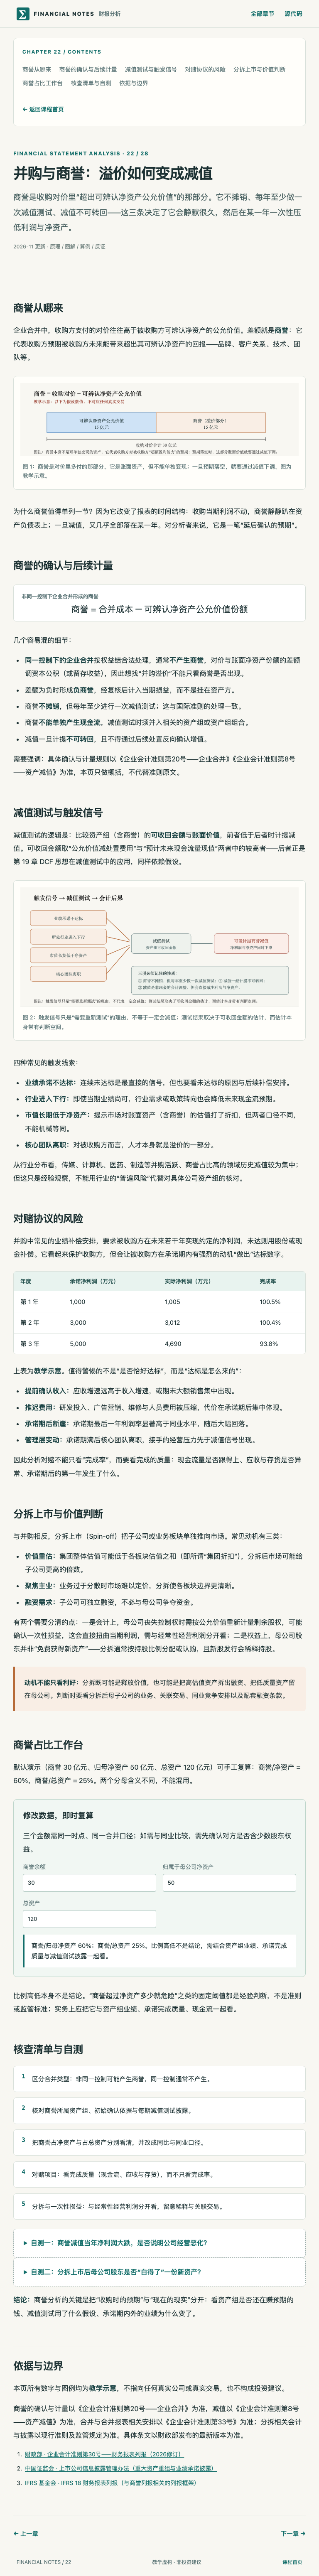 FINANCIAL NOTES 财报分析
全部章节 源代码
CHAPTER 22 / CONTENTS
商誉从哪来 商誉的确认与后续计量 减值测试与触发信号 对赌协议的风险 分拆上市与价值判断
商誉占比工作台 核查清单与自测 依据与边界
← 返回课程首页
FINANCIAL STATEMENT ANALYSIS · 22 / 28
并购与商誉：溢价如何变成减值
商誉是收购对价里“超出可辨认净资产公允价值”的那部分。它不摊销、每年至少做一
次减值测试、减值不可转回——这三条决定了它会静默很久，然后在某一年一次性压
低利润与净资产。
2026-11 更新 · 原理 / 图解 / 算例 / 反证
商誉从哪来
企业合并中，收购方支付的对价往往高于被收购方可辨认净资产的公允价值。差额就是商誉：它
代表收购方预期被收购方未来能带来超出其可辨认净资产的回报——品牌、客户关系、技术、团
队等。
商誉 = 收购对价 − 可辨认净资产公允价值
可辨认净资产公允价值
商誉（溢价部分）
收购对价合计 30 亿元
图 1：商誉是对价里多付的那部分。它是账面资产，但不能单独变现；一旦预期落空，就要通过减值下调。图为
教学示意。
为什么商誉值得单列一节？因为它改变了报表的时间结构：收购当期利润不动，商誉静静趴在资
产负债表上；一旦减值，又几乎全部落在某一年。对分析者来说，它是一笔“延后确认的预期”。
商誉的确认与后续计量
非同一控制下企业合并形成的商誉
商誉 = 合并成本 − 可辨认净资产公允价值份额
几个容易混的细节：
• 同一控制下的企业合并按权益结合法处理，通常不产生商誉，对价与账面净资产份额的差额
调资本公积（或留存收益），因此想拆“并购溢价”不能只看商誉是否出现。
• 差额为负时形成负商誉，经复核后计入当期损益，而不是挂在资产方。
• 商誉不摊销，但每年至少进行一次减值测试；这与国际准则的处理一致。
• 商誉不能单独产生现金流，减值测试时须并入相关的资产组或资产组组合。
• 减值一旦计提不可转回，且不得通过后续处置反向确认增值。
需要强调：具体确认与计量规则以《企业会计准则第20号——企业合并》《企业会计准则第8号
——资产减值》为准，本页只做概括，不代替准则原文。
减值测试与触发信号
减值测试的逻辑是：比较资产组（含商誉）的可收回金额与账面价值，前者低于后者时计提减
值。可收回金额取“公允价值减处置费用”与“预计未来现金流量现值”两者中的较高者——后者正是
第 19 章 DCF 思想在减值测试中的应用，同样依赖假设。
触发信号 → 减值测试 → 会计后果
业绩承诺不达标
所处行业进入下行
市值长期低于净资产
核心团队离职
减值测试
可能计提商誉减值
图 2：触发信号只是“需要重新测试”的理由，不等于一定会减值；测试结果取决于可收回金额的估计，而估计本
身带有判断空间。
四种常见的触发线索：
• 业绩承诺不达标：连续未达标是最直接的信号，但也要看未达标的原因与后续补偿安排。
• 行业进入下行：即使当期业绩尚可，行业需求或政策转向也会降低未来现金流预期。
• 市值长期低于净资产：提示市场对账面资产（含商誉）的估值打了折扣，但两者口径不同，
不能机械等同。
• 核心团队离职：对被收购方而言，人才本身就是溢价的一部分。
从行业分布看，传媒、计算机、医药、制造等并购活跃、商誉占比高的领域历史减值较为集中；
但这只是经验观察，不能用行业的“普遍风险”代替对具体公司资产组的核对。
对赌协议的风险
并购中常见的业绩补偿安排，要求被收购方在未来若干年实现约定的净利润，未达则用股份或现
金补偿。它看起来保护收购方，但会让被收购方在承诺期内有强烈的动机“做出”达标数字。
年度 承诺净利润（万元） 实际净利润（万元） 完成率
第 1 年 1,000 1,005 100.5%
第 2 年 3,000 3,012 100.4%
第 3 年 5,000 4,690 93.8%
上表为教学示意。值得警惕的不是“是否恰好达标”，而是“达标是怎么来的”：
• 提前确认收入：应收增速远高于收入增速，或期末大额销售集中出现。
• 推迟费用：研发投入、广告营销、维修与人员费用被压缩，代价在承诺期后集中体现。
• 承诺期后断崖：承诺期最后一年利润率显著高于同业水平，随后大幅回落。
• 管理层变动：承诺期满后核心团队离职，接手的经营压力先于减值信号出现。
因此分析对赌不能只看“完成率”，而要看完成的质量：现金流量是否跟得上、应收与存货是否异
常、承诺期后的第一年发生了什么。
分拆上市与价值判断
与并购相反，分拆上市（Spin-off）把子公司或业务板块单独推向市场。常见动机有三类：
• 价值重估：集团整体估值可能低于各板块估值之和（即所谓“集团折扣”），分拆后市场可能给
子公司更高的倍数。
• 聚焦主业：业务过于分散时市场难以定价，分拆使各板块边界更清晰。
• 融资需求：子公司可独立融资，不必与母公司争夺资金。
有两个需要分清的点：一是会计上，母公司丧失控制权时需按公允价值重新计量剩余股权，可能
确认一次性损益，这会直接扭曲当期利润，需与经常性经营利润分开看；二是权益上，母公司股
东并非“免费获得新资产”——分拆通常按持股比例分配或认购，且新股发行会稀释持股。
动机不能只看利好：分拆既可能是释放价值，也可能是把高估值资产拆出融资、把低质量资产留
在母公司。判断时要看分拆后母子公司的业务、关联交易、同业竞争安排以及配套融资条款。
商誉占比工作台
默认演示（商誉 30 亿元、归母净资产 50 亿元、总资产 120 亿元）可手工复算：商誉/净资产 =
60%，商誉/总资产 = 25%。两个分母含义不同，不能混用。
修改数据，即时复算
三个金额需同一时点、同一合并口径；如需与同业比较，需先确认对方是否含少数股东权
益。
商誉余额 归属于母公司净资产
30 50
总资产
120
商誉/归母净资产 60%；商誉/总资产 25%。比例高低不是结论，需结合资产组业绩、承诺完成
质量与减值测试披露一起看。
比例高低本身不是结论。“商誉超过净资产多少就危险”之类的固定阈值都是经验判断，不是准则
或监管标准；实务上应把它与资产组业绩、承诺完成质量、现金流一起看。
核查清单与自测
1 区分合并类型：非同一控制可能产生商誉，同一控制通常不产生。
2 核对商誉所属资产组、初始确认依据与每期减值测试披露。
3 把商誉占净资产与占总资产分别看清，并改成同比与同业口径。
4 对赌项目：看完成质量（现金流、应收与存货），而不只看完成率。
5 分拆与一次性损益：与经常性经营利润分开看，留意稀释与关联交易。
▶ 自测一：商誉减值当年净利润大跌，是否说明公司经营恶化？
▶ 自测二：分拆上市后母公司股东是否“白得了”一份新资产？
结论：商誉分析的关键是把“收购时的预期”与“现在的现实”分开：看资产组是否还在赚预期的
钱、减值测试用了什么假设、承诺期内外的业绩为什么变了。
依据与边界
本页所有数字与图例均为教学示意，不指向任何真实公司或真实交易，也不构成投资建议。
商誉的确认与计量以《企业会计准则第20号——企业合并》为准，减值以《企业会计准则第8号
——资产减值》为准，合并与合并报表相关安排以《企业会计准则第33号》为准；分拆相关会计
与披露以现行准则及监管规定为准。具体条文以财政部发布的最新版本为准。
1. 财政部 · 企业会计准则第30号——财务报表列报（2026修订）
2. 中国证监会 · 上市公司信息披露管理办法（重大资产重组与业绩承诺披露）
3. IFRS 基金会 · IFRS 18 财务报表列报（与商誉列报相关的列报框架）
← 上一章 下一章 →
FINANCIAL NOTES / 22 教学虚构 · 非投资建议 课程首页